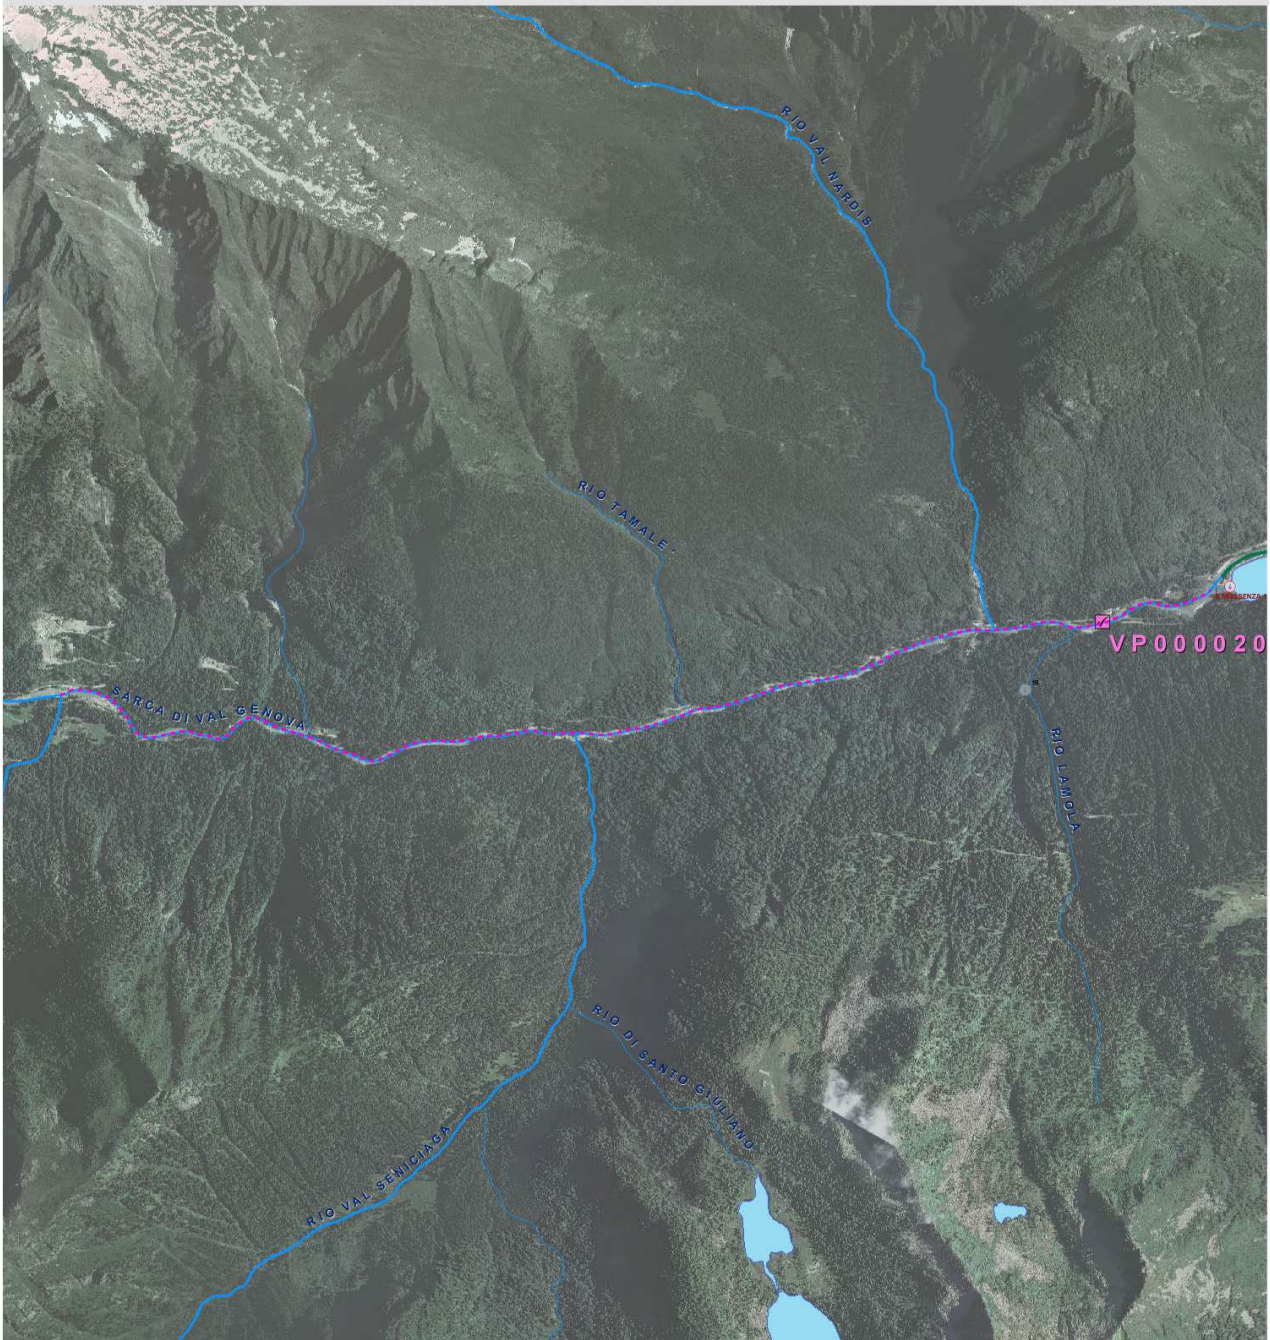 RIO VAL NARDIS
RIO TAMALE'
VP000020
SARCA DI VAL GENOVA
RIO LAMOLA
RIO DI SANTO GIULIANO
RIO VAL SENICIAGA